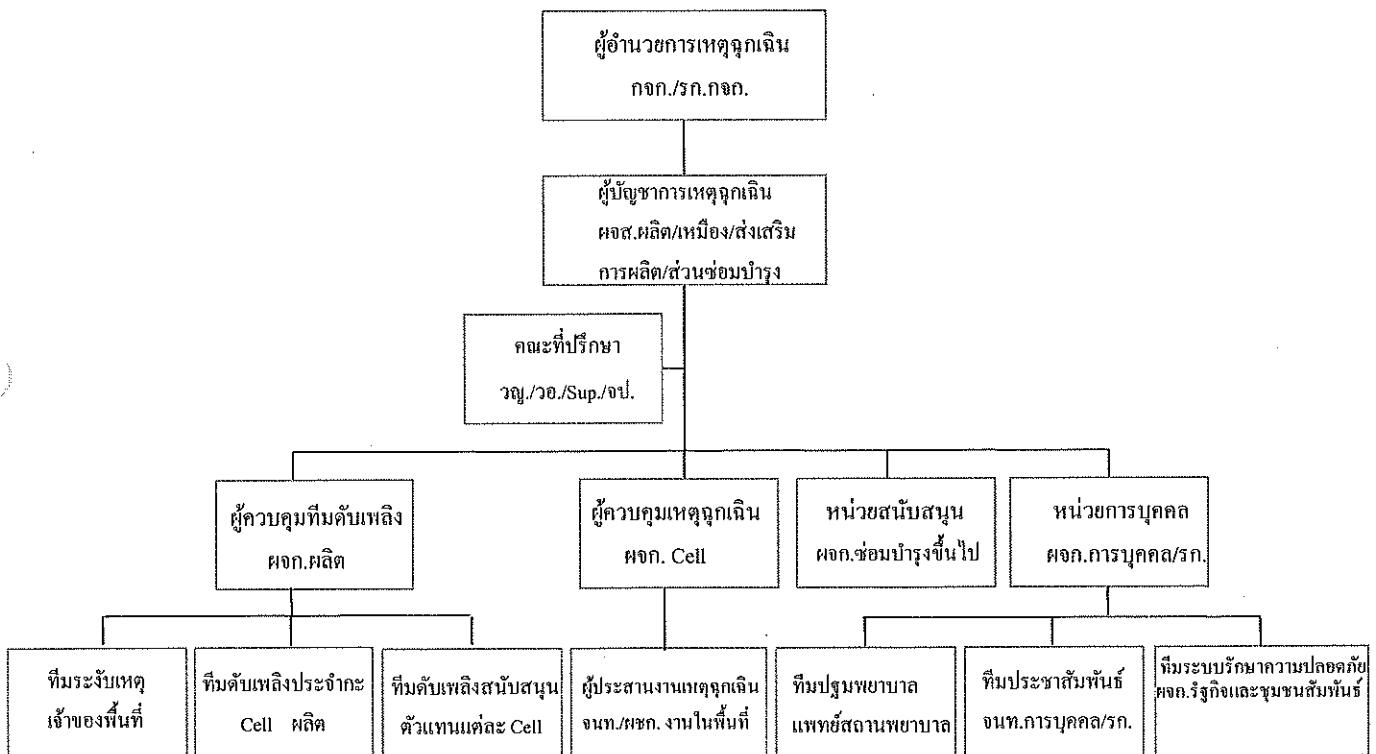 ผู้อำนวยการเหตุฉุกเฉิน
กจก./รก.กจก.
ผู้บัญชาการเหตุฉุกเฉิน
ผจส.ผลิต/เหมือง/ส่งเสริม
การผลิต/ส่วนซ่อมบำรุง
คณะที่ปรึกษา
วญ./วอ./Sup./จป.
ผู้ควบคุมทีมดับเพลิง
ผจก.ผลิต
ผู้ควบคุมเหตุฉุกเฉิน
ผจก. Cell
หน่วยสนับสนุน
ผจก.ซ่อมบำรุงขึ้นไป
หน่วยการบุคคล
ผจก.การบุคคล/รก.
ทีมระงับเหตุ
เจ้าของพื้นที่
ทีมดับเพลิงประจำกะ
Cell ผลิต
ทีมดับเพลิงสนับสนุน
ตัวแทนแต่ละ Cell
ผู้ประสานงานเหตุฉุกเฉิน
จนท./ผชก. งานในพื้นที่
ทีมปฐมพยาบาล
แพทย์สถานพยาบาล
ทีมประชาสัมพันธ์
จนท.การบุคคล/รก.
ทีมระบบรักษาความปลอดภัย
ผจก.รัฐกิจและชุมชนสัมพันธ์